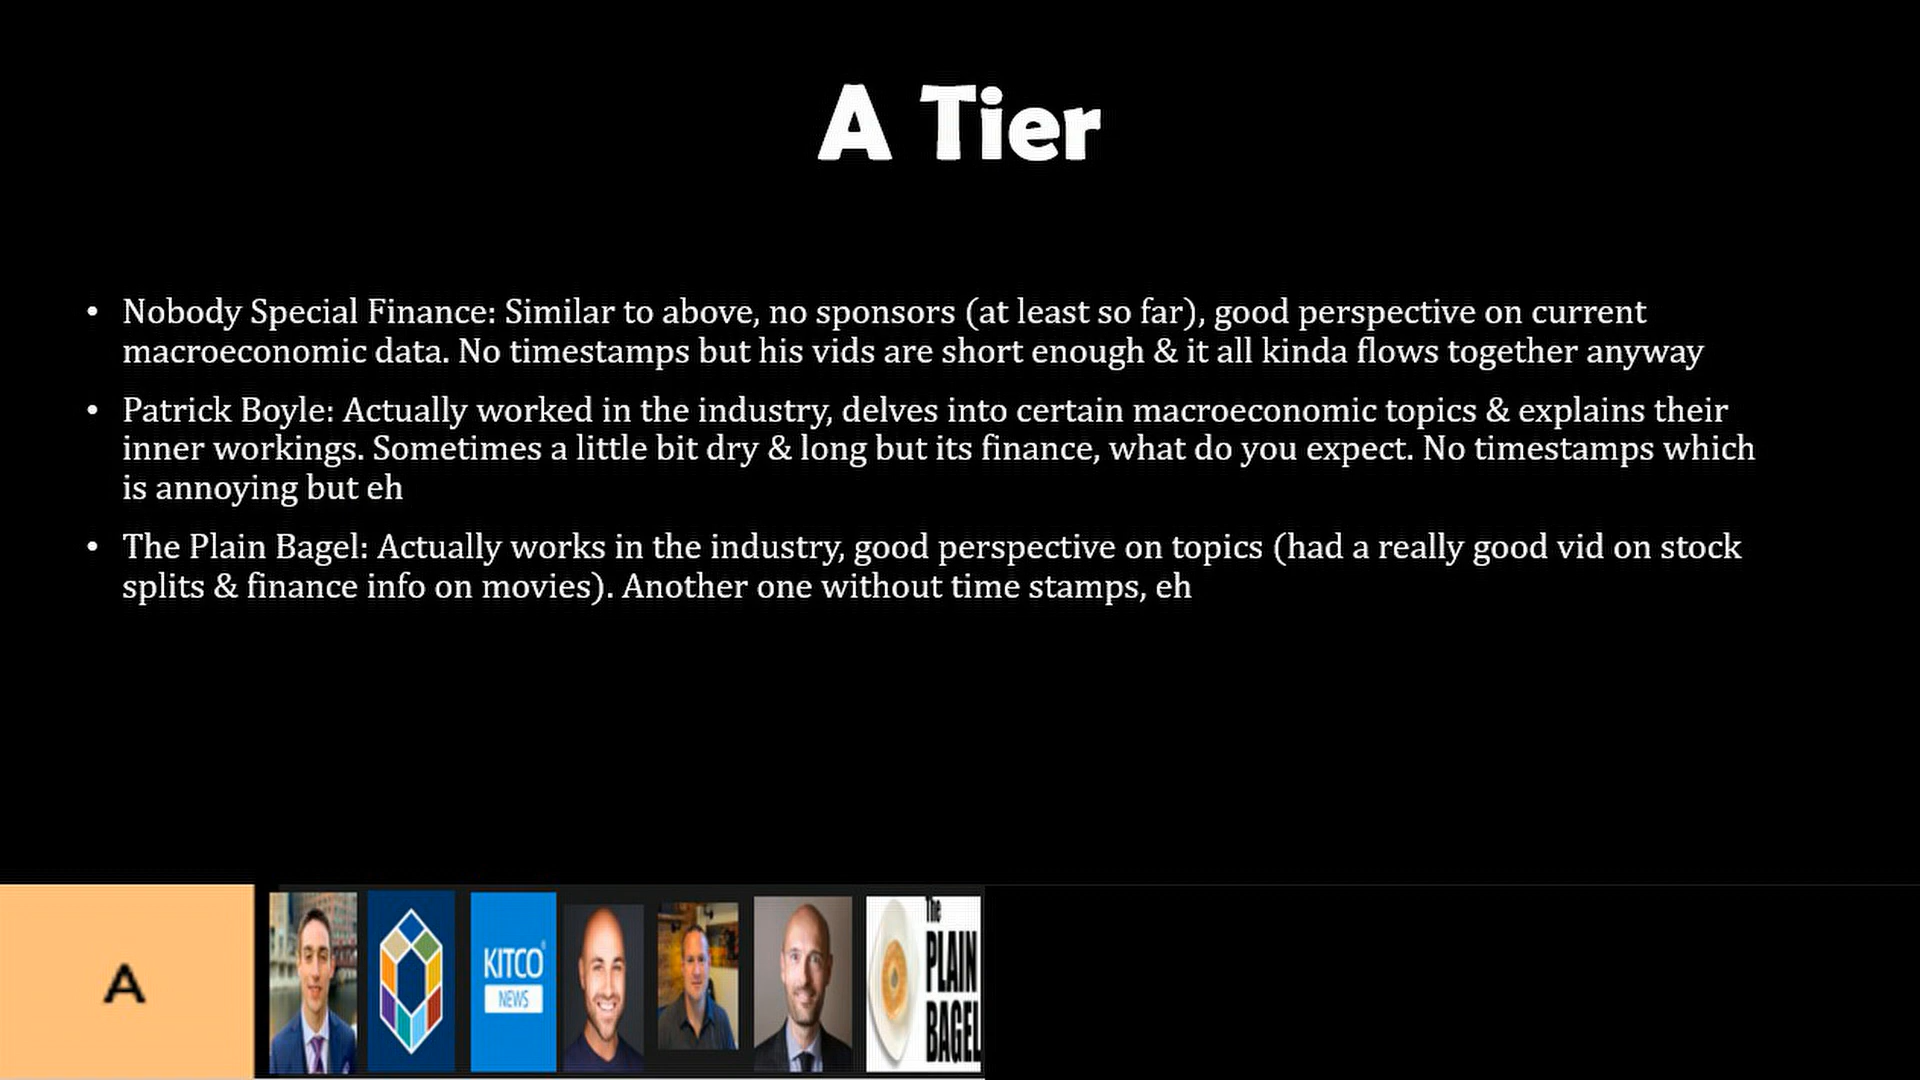 A Tier
• Nobody Special Finance: Similar to above, no sponsors (at least so far), good perspective on current
macroeconomic data. No timestamps but his vids are short enough & it all kinda flows together anyway
• Patrick Boyle: Actually worked in the industry, delves into certain macroeconomic topics & explains their
inner workings. Sometimes a little bit dry & long but its finance, what do you expect. No timestamps which
is annoying but eh
• The Plain Bagel: Actually works in the industry, good perspective on topics (had a really good vid on stock
splits & finance info on movies). Another one without time stamps, eh
A
KITCO
NEWS
The
PLAIN
BAGEL